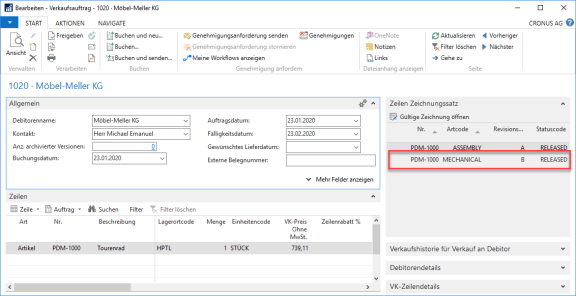 Bearbeiten - Verkaufsauftrag - 1020 · Möbel-Meller KG
START AKTIONEN NAVIGATE CRONUS AG
Ansicht
Freigeben
Buchen und neu...
Buchen...
Buchen und senden...
Genehmigungsanforderung senden
Genehmigungsanforderung stornieren
Meine Workflows anzeigen
Genehmigungen
OneNote
Notizen
Links
Aktualisieren
Filter löschen
Gehe zu
Vorheriger
Nächster
Verwalten Verarbeiten Buchen Genehmigung anfordern Dateianhang anzeigen Seite
1020 · Möbel-Meller KG
Allgemein
Debitorenname: Möbel-Meller KG
Kontakt: Herr Michael Emanuel
Anz. archivierter Versionen: 0
Buchungsdatum: 23.01.2020
Auftragsdatum: 23.01.2020
Fälligkeitsdatum: 23.02.2020
Gewünschtes Lieferdatum:
Externe Belegnummer:
Mehr Felder anzeigen
Zeilen
Zeile Auftrag Suchen Filter Filter löschen
Art Nr. Beschreibung Lagerortcode Menge Einheitencode VK-Preis Ohne MwSt. Zeilenrabatt %
Artikel PDM-1000 Tourenrad HPTL 1 STÜCK 739,11
Zeilen Zeichnungssatz
Gültige Zeichnung öffnen
Nr. Artcode Revisions... Statuscode
PDM-1000 ASSEMBLY A RELEASED
PDM-1000 MECHANICAL B RELEASED
Verkaufshistorie für Verkauf an Debitor
Debitorendetails
VK-Zeilendetails